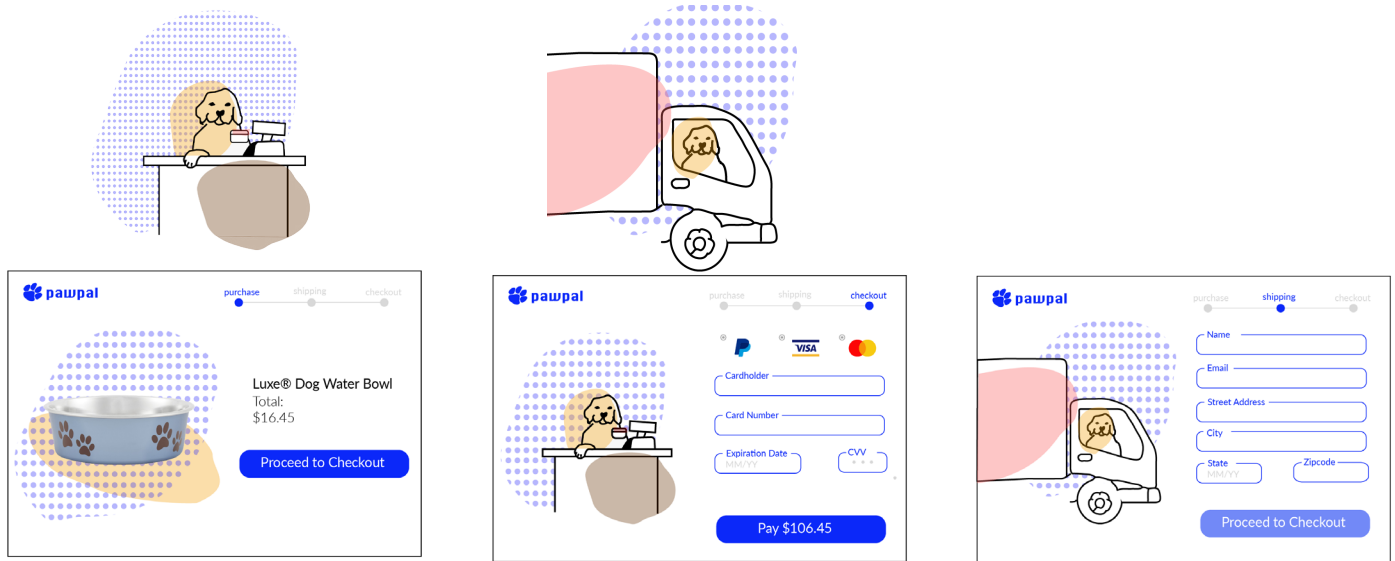 pawpal
purchase
shipping
checkout
Luxe® Dog Water Bowl
Total:
$16.45
Proceed to Checkout
pawpal
purchase
shipping
checkout
VISA
Cardholder
Card Number
Expiration Date
MM/YY
CVV
Pay $106.45
pawpal
purchase
shipping
checkout
Name
Email
Street Address
City
State
MM/YY
Zipcode
Proceed to Checkout